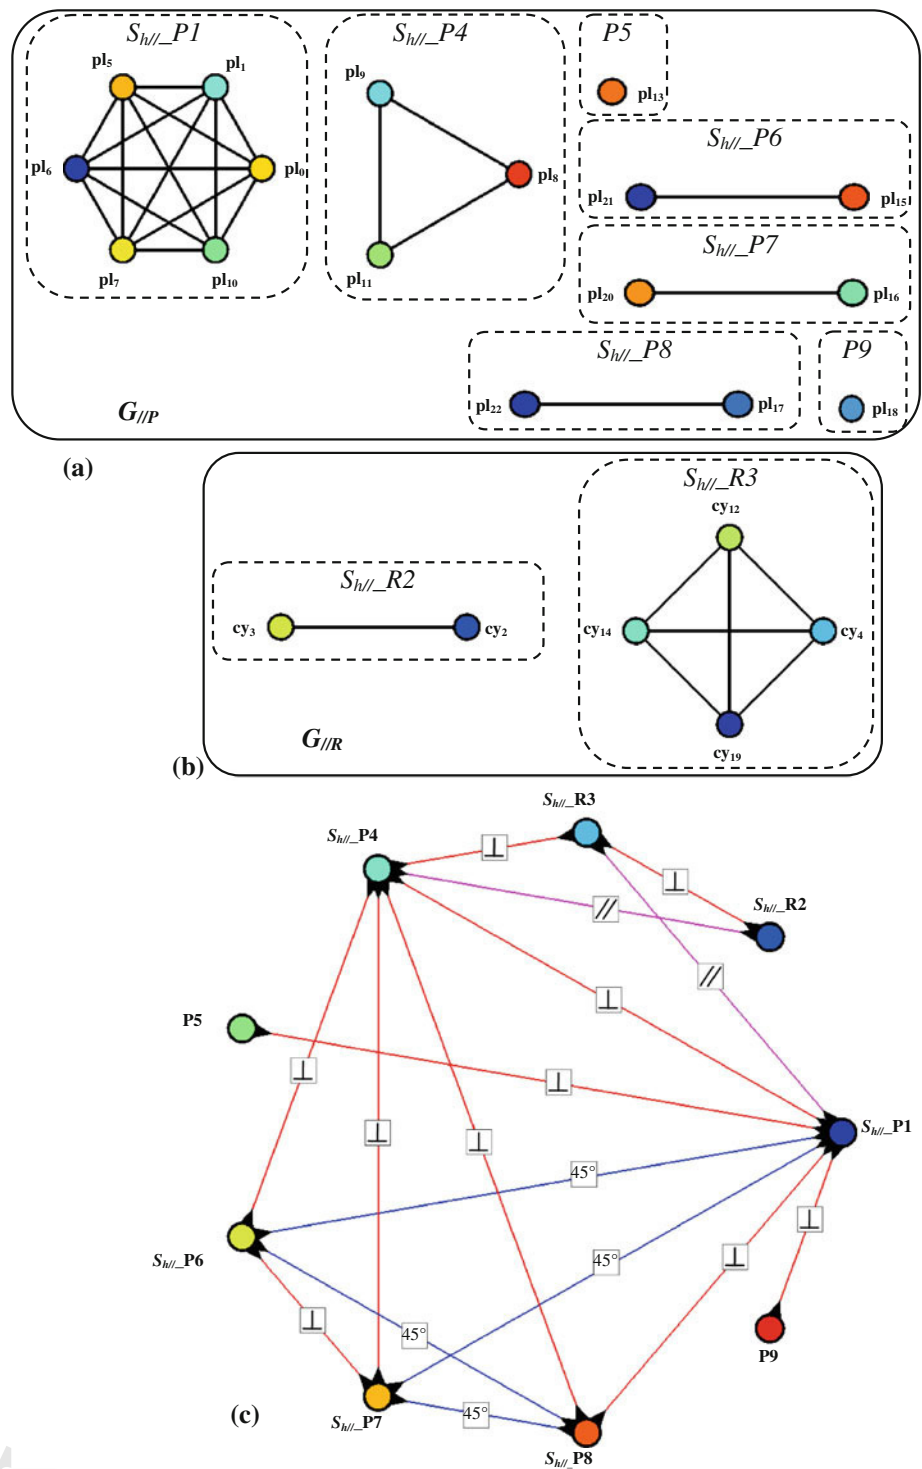 S_h//_P1
S_h//_P4
P5
pl5
pl1
pl9
pl13
S_h//_P6
pl6
pl0
pl8
pl21
pl15
S_h//_P7
pl7
pl10
pl11
pl20
pl16
S_h//_P8
P9
pl22
pl17
pl18
G//P
(a)
S_h//_R3
cy12
S_h//_R2
cy3
cy2
cy14
cy4
G//R
cy19
(b)
S_h//_R3
S_h//_P4
⊥
⊥
S_h//_R2
//
//
⊥
P5
⊥
⊥
⊥
⊥
S_h//_P1
45°
⊥
⊥
S_h//_P6
45°
⊥
45°
P9
(c)
45°
S_h//_P7
S_h//_P8